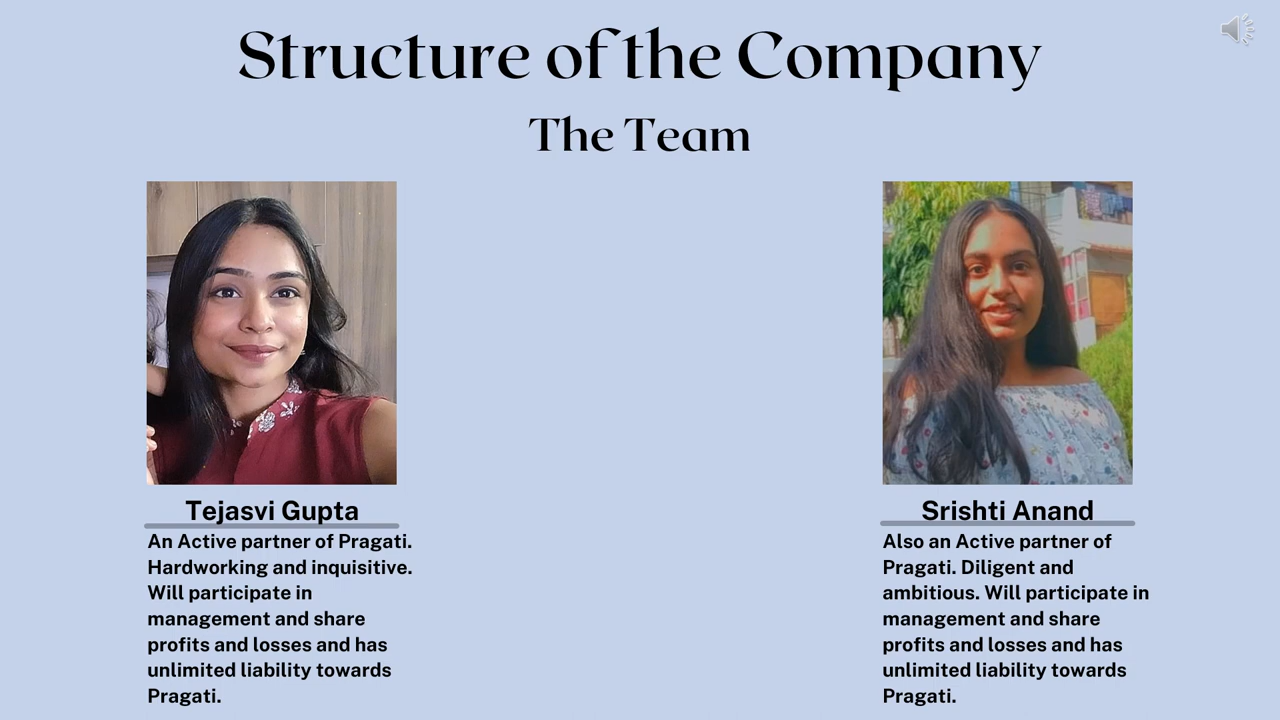 Structure of the Company
The Team
Tejasvi Gupta
An Active partner of Pragati.
Hardworking and inquisitive.
Will participate in
management and share
profits and losses and has
unlimited liability towards
Pragati.
Srishti Anand
Also an Active partner of
Pragati. Diligent and
ambitious. Will participate in
management and share
profits and losses and has
unlimited liability towards
Pragati.